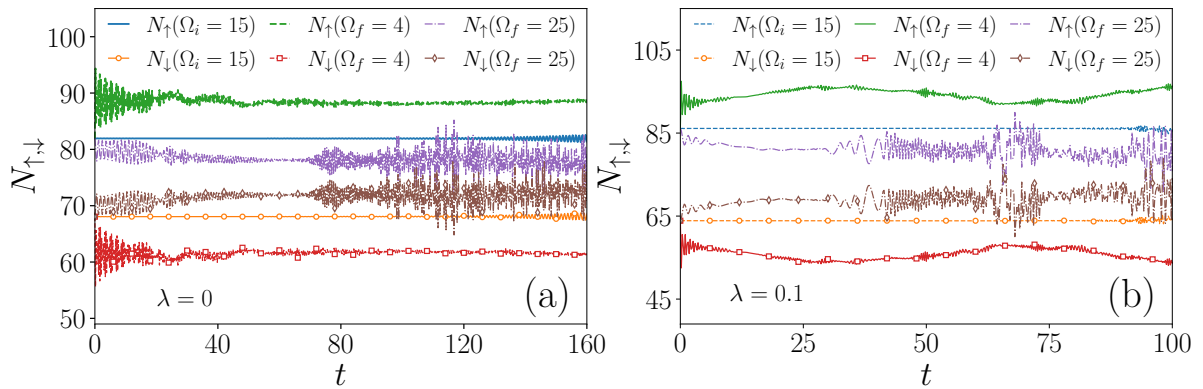 N↑(Ωi = 15) N↑(Ωf = 4) N↑(Ωf = 25)
N↓(Ωi = 15) N↓(Ωf = 4) N↓(Ωf = 25)
100
90
80
70
60
50
N↑,↓
λ = 0
(a)
0 40 80 120 160
t
N↑(Ωi = 15) N↑(Ωf = 4) N↑(Ωf = 25)
N↓(Ωi = 15) N↓(Ωf = 4) N↓(Ωf = 25)
105
85
65
45
N↑,↓
λ = 0.1
(b)
0 25 50 75 100
t